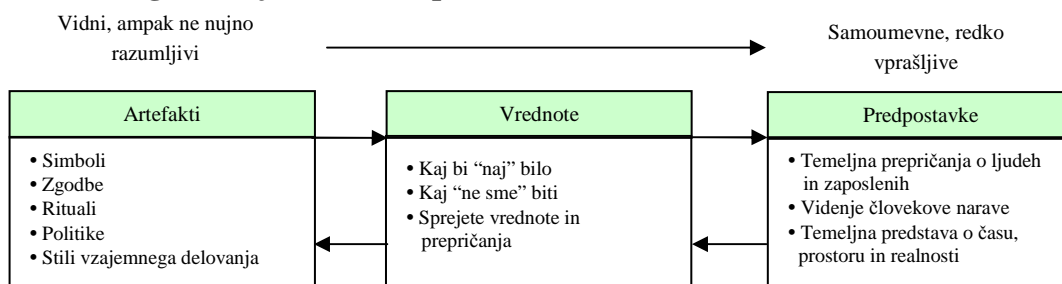 Vidni, ampak ne nujno
razumljivi
Samoumevne, redko
vprašljive
Artefakti
• Simboli
• Zgodbe
• Rituali
• Politike
• Stili vzajemnega delovanja
Vrednote
• Kaj bi “naj” bilo
• Kaj “ne sme” biti
• Sprejete vrednote in
prepričanja
Predpostavke
• Temeljna prepričanja o ljudeh
in zaposlenih
• Videnje človekove narave
• Temeljna predstava o času,
prostoru in realnosti